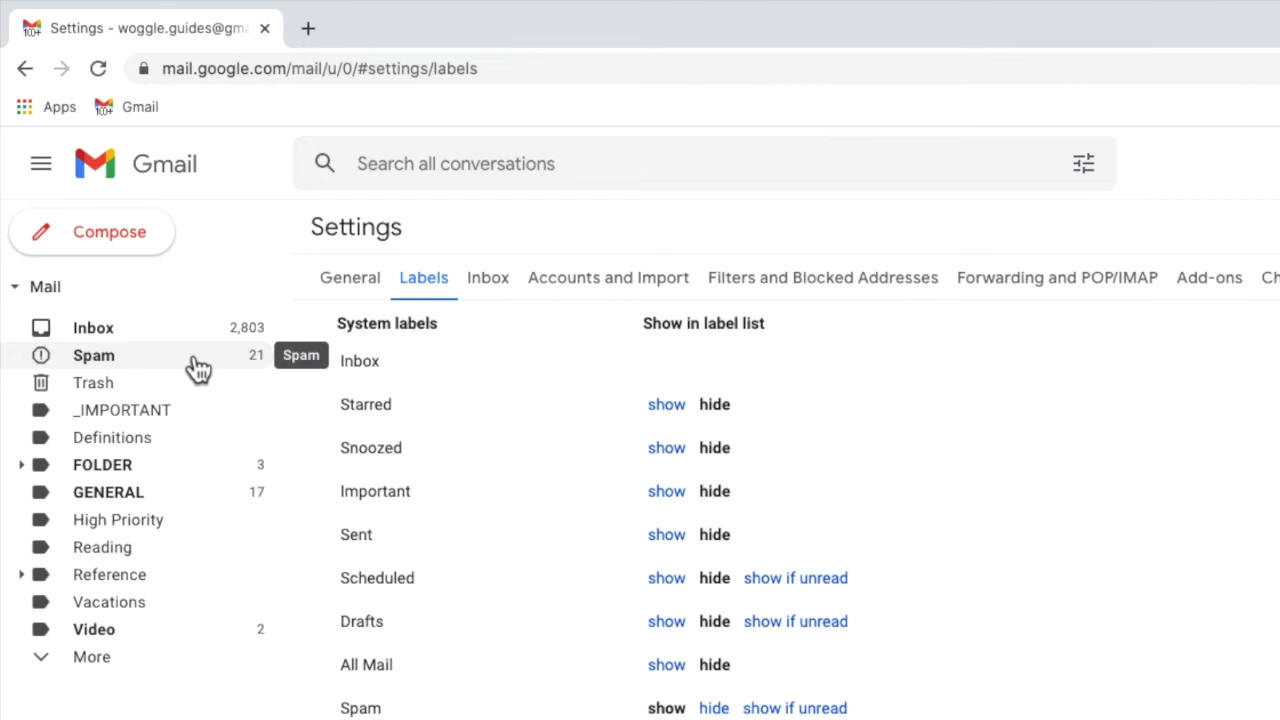 Settings - woggle.guides@gma
mail.google.com/mail/u/0/#settings/labels
Apps Gmail
Gmail
Search all conversations
Compose
Settings
General Labels Inbox Accounts and Import Filters and Blocked Addresses Forwarding and POP/IMAP Add-ons Ch
Mail
Inbox 2,803
Spam 21
Spam
Trash
_IMPORTANT
Definitions
FOLDER 3
GENERAL 17
High Priority
Reading
Reference
Vacations
Video 2
More
System labels Show in label list
Inbox
Starred show hide
Snoozed show hide
Important show hide
Sent show hide
Scheduled show hide show if unread
Drafts show hide show if unread
All Mail show hide
Spam show hide show if unread